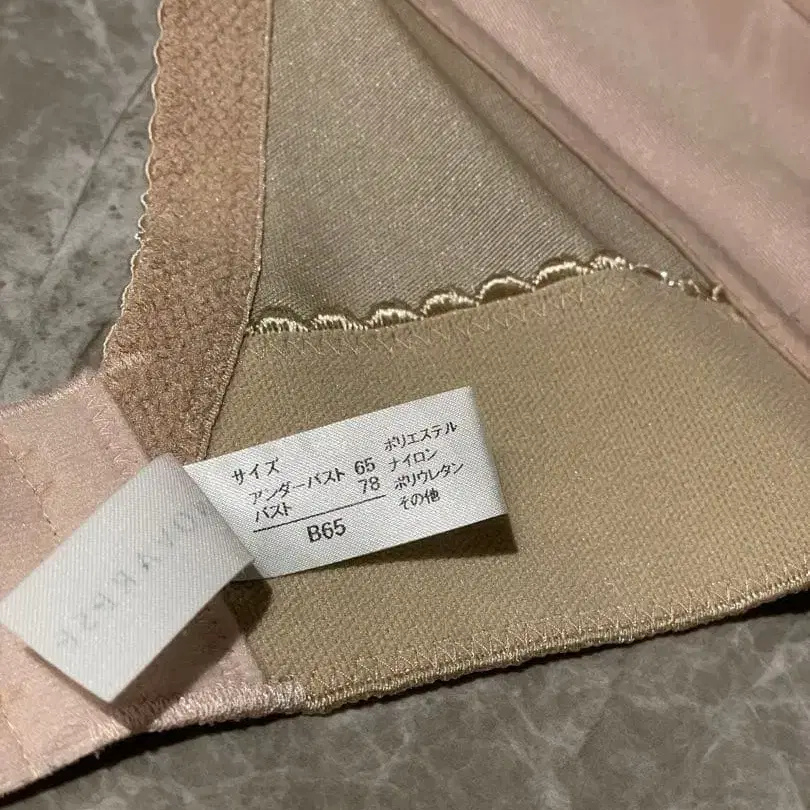 サイズ
アンダーバスト 65
バスト 78
B65
ポリエステル
ナイロン
ポリウレタン
その他